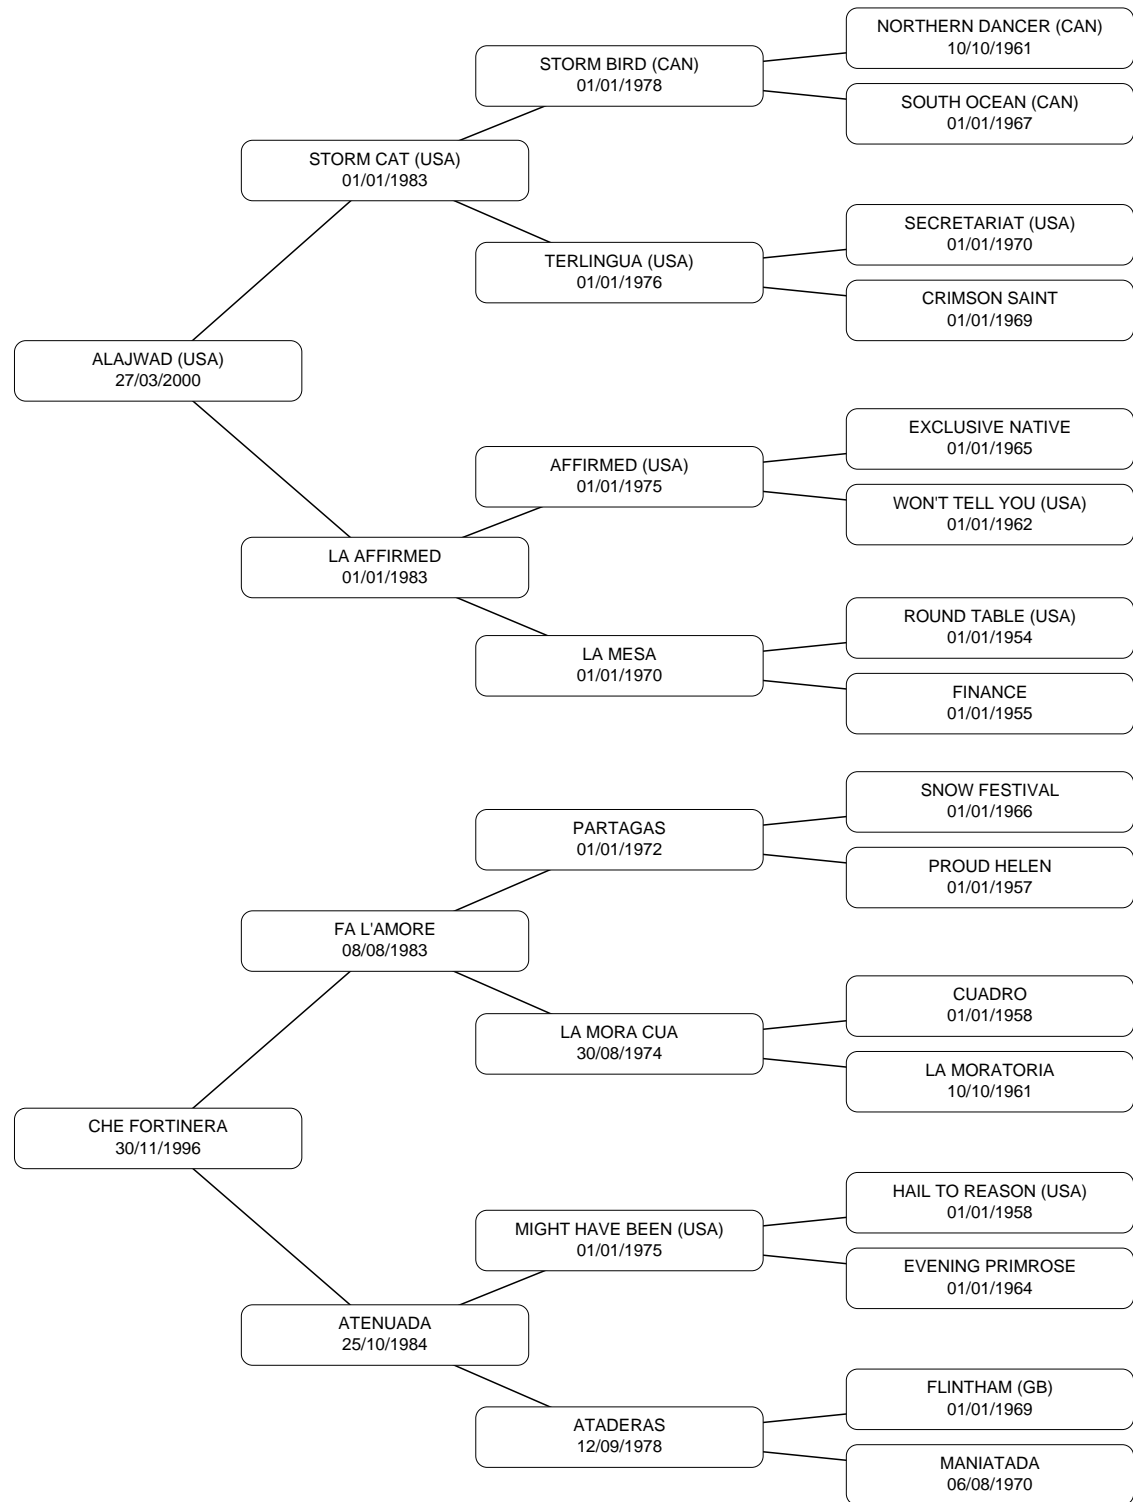 NORTHERN DANCER (CAN)
10/10/1961
STORM BIRD (CAN)
01/01/1978
SOUTH OCEAN (CAN)
01/01/1967
STORM CAT (USA)
01/01/1983
SECRETARIAT (USA)
01/01/1970
TERLINGUA (USA)
01/01/1976
CRIMSON SAINT
01/01/1969
ALAJWAD (USA)
27/03/2000
EXCLUSIVE NATIVE
01/01/1965
AFFIRMED (USA)
01/01/1975
WON'T TELL YOU (USA)
01/01/1962
LA AFFIRMED
01/01/1983
ROUND TABLE (USA)
01/01/1954
LA MESA
01/01/1970
FINANCE
01/01/1955
SNOW FESTIVAL
01/01/1966
PARTAGAS
01/01/1972
PROUD HELEN
01/01/1957
FA L'AMORE
08/08/1983
CUADRO
01/01/1958
LA MORA CUA
30/08/1974
LA MORATORIA
10/10/1961
CHE FORTINERA
30/11/1996
HAIL TO REASON (USA)
01/01/1958
MIGHT HAVE BEEN (USA)
01/01/1975
EVENING PRIMROSE
01/01/1964
ATENUADA
25/10/1984
FLINTHAM (GB)
01/01/1969
ATADERAS
12/09/1978
MANIATADA
06/08/1970